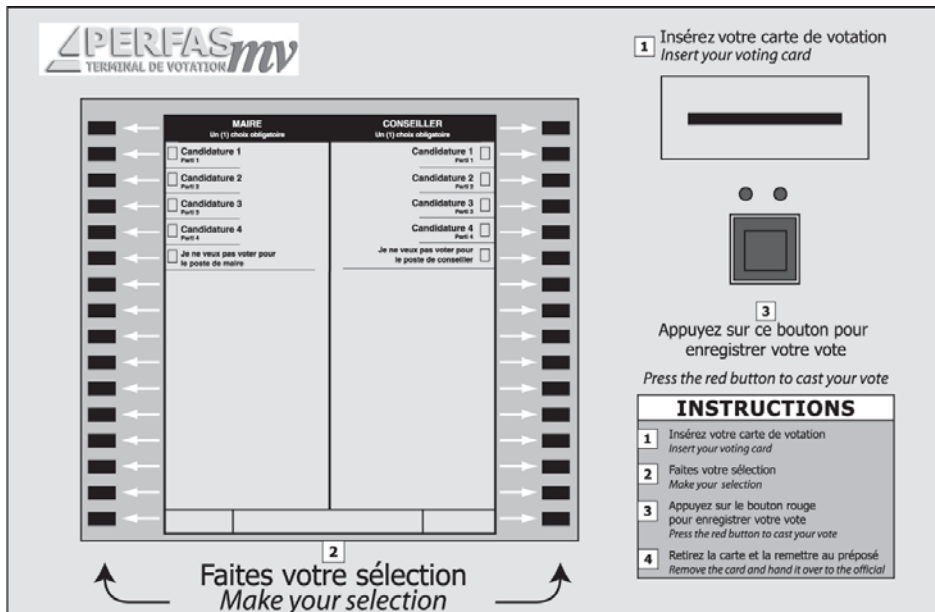 PERFAS mv
TERMINAL DE VOTATION
1 Insérez votre carte de votation
Insert your voting card
MAIRE
Un (1) choix obligatoire
Candidature 1
Parti 1
Candidature 2
Parti 2
Candidature 3
Parti 3
Candidature 4
Parti 4
Je ne veux pas voter pour
le poste de maire
CONSEILLER
Un (1) choix obligatoire
Candidature 1
Parti 1
Candidature 2
Parti 2
Candidature 3
Parti 3
Candidature 4
Parti 4
Je ne veux pas voter pour
le poste de conseiller
2
Faites votre sélection
Make your selection
3
Appuyez sur ce bouton pour
enregistrer votre vote
Press the red button to cast your vote
INSTRUCTIONS
1 Insérez votre carte de votation
Insert your voting card
2 Faites votre sélection
Make your selection
3 Appuyez sur le bouton rouge
pour enregistrer votre vote
Press the red button to cast your vote
4 Retirez la carte et la remettre au préposé
Remove the card and hand it over to the official